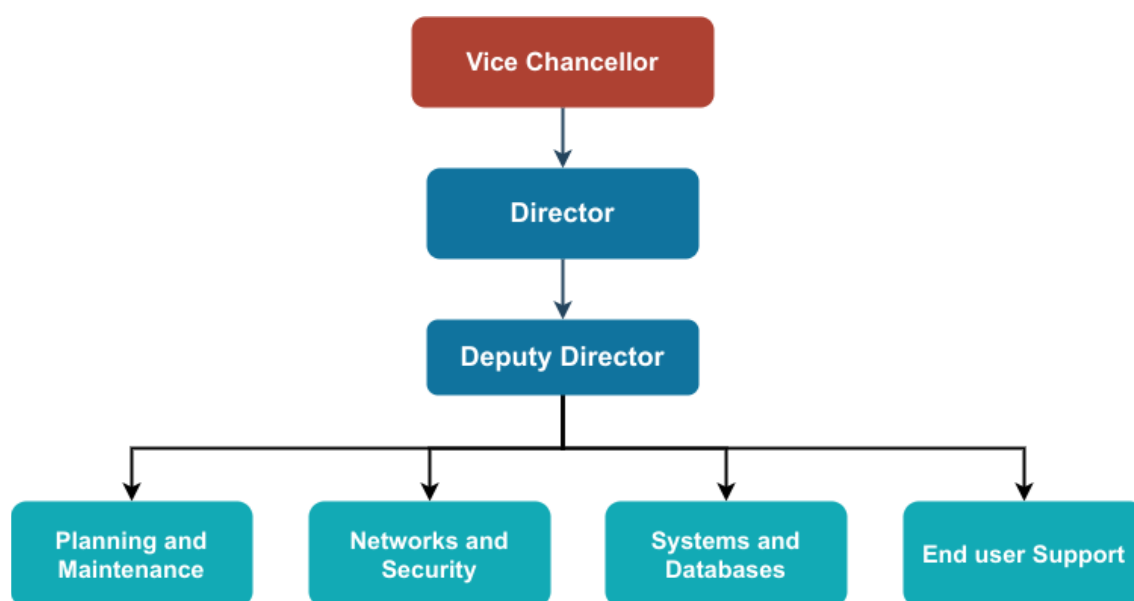 Vice Chancellor
Director
Deputy Director
Planning and
Maintenance
Networks and
Security
Systems and
Databases
End user Support